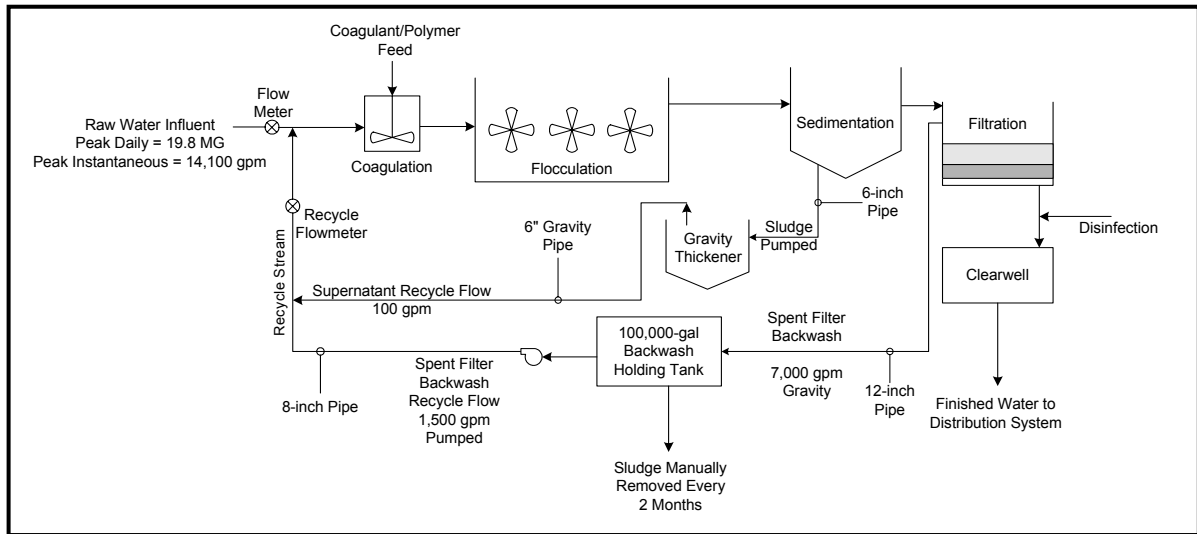 Coagulant/Polymer
Feed
Flow
Meter
Raw Water Influent
Peak Daily = 19.8 MG
Peak Instantaneous = 14,100 gpm
Coagulation
Flocculation
Sedimentation
Filtration
Recycle
Flowmeter
6" Gravity
Pipe
Gravity
Thickener
Sludge
Pumped
6-inch
Pipe
Disinfection
Clearwell
Recycle Stream
Supernatant Recycle Flow
100 gpm
100,000-gal
Backwash
Holding Tank
Spent Filter
Backwash
7,000 gpm
Gravity
12-inch
Pipe
8-inch Pipe
Spent Filter
Backwash
Recycle Flow
1,500 gpm
Pumped
Finished Water to
Distribution System
Sludge Manually
Removed Every
2 Months